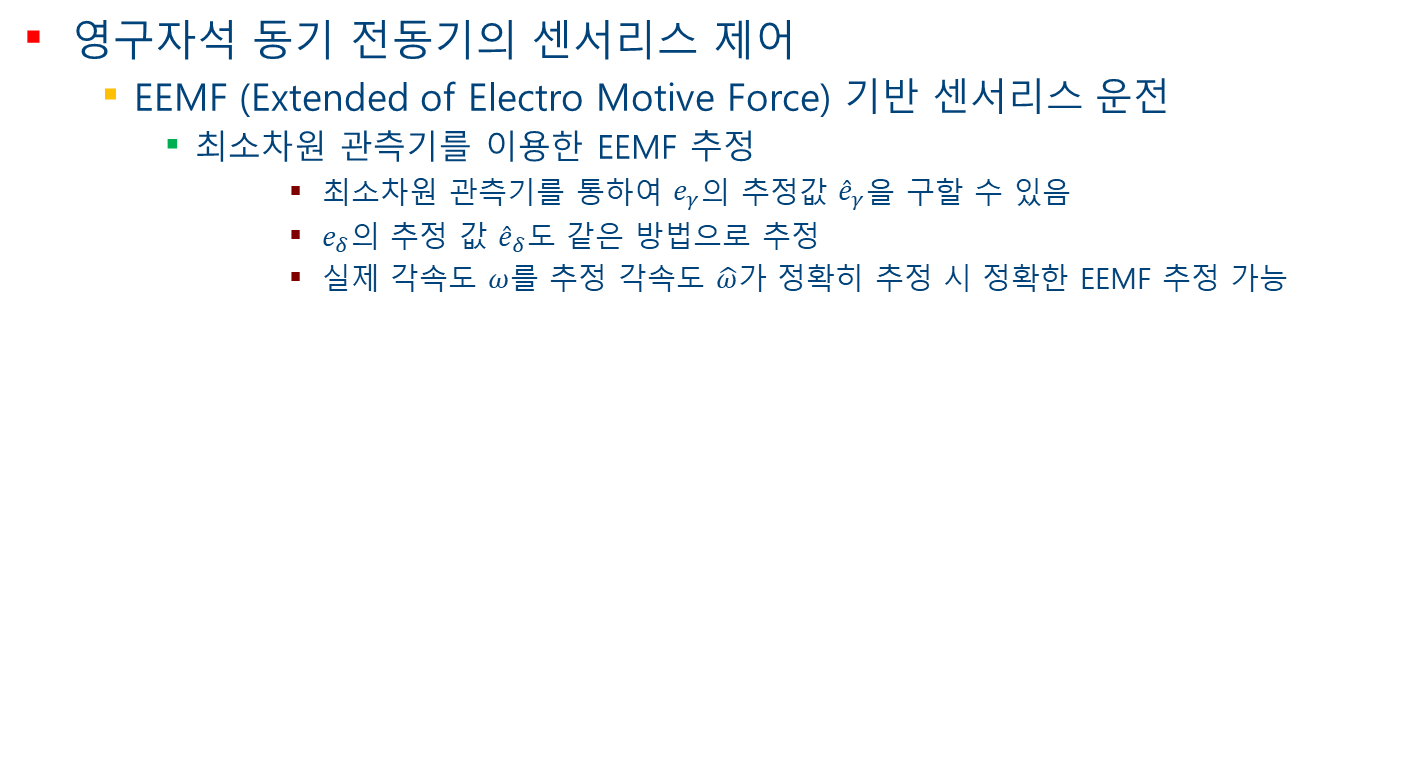 ▪ 영구자석 동기 전동기의 센서리스 제어
▪ EEMF (Extended of Electro Motive Force) 기반 센서리스 운전
▪ 최소차원 관측기를 이용한 EEMF 추정
▪ 최소차원 관측기를 통하여 e_γ의 추정값 ê_γ을 구할 수 있음
▪ e_δ의 추정 값 ê_δ도 같은 방법으로 추정
▪ 실제 각속도 ω를 추정 각속도 ω̂가 정확히 추정 시 정확한 EEMF 추정 가능